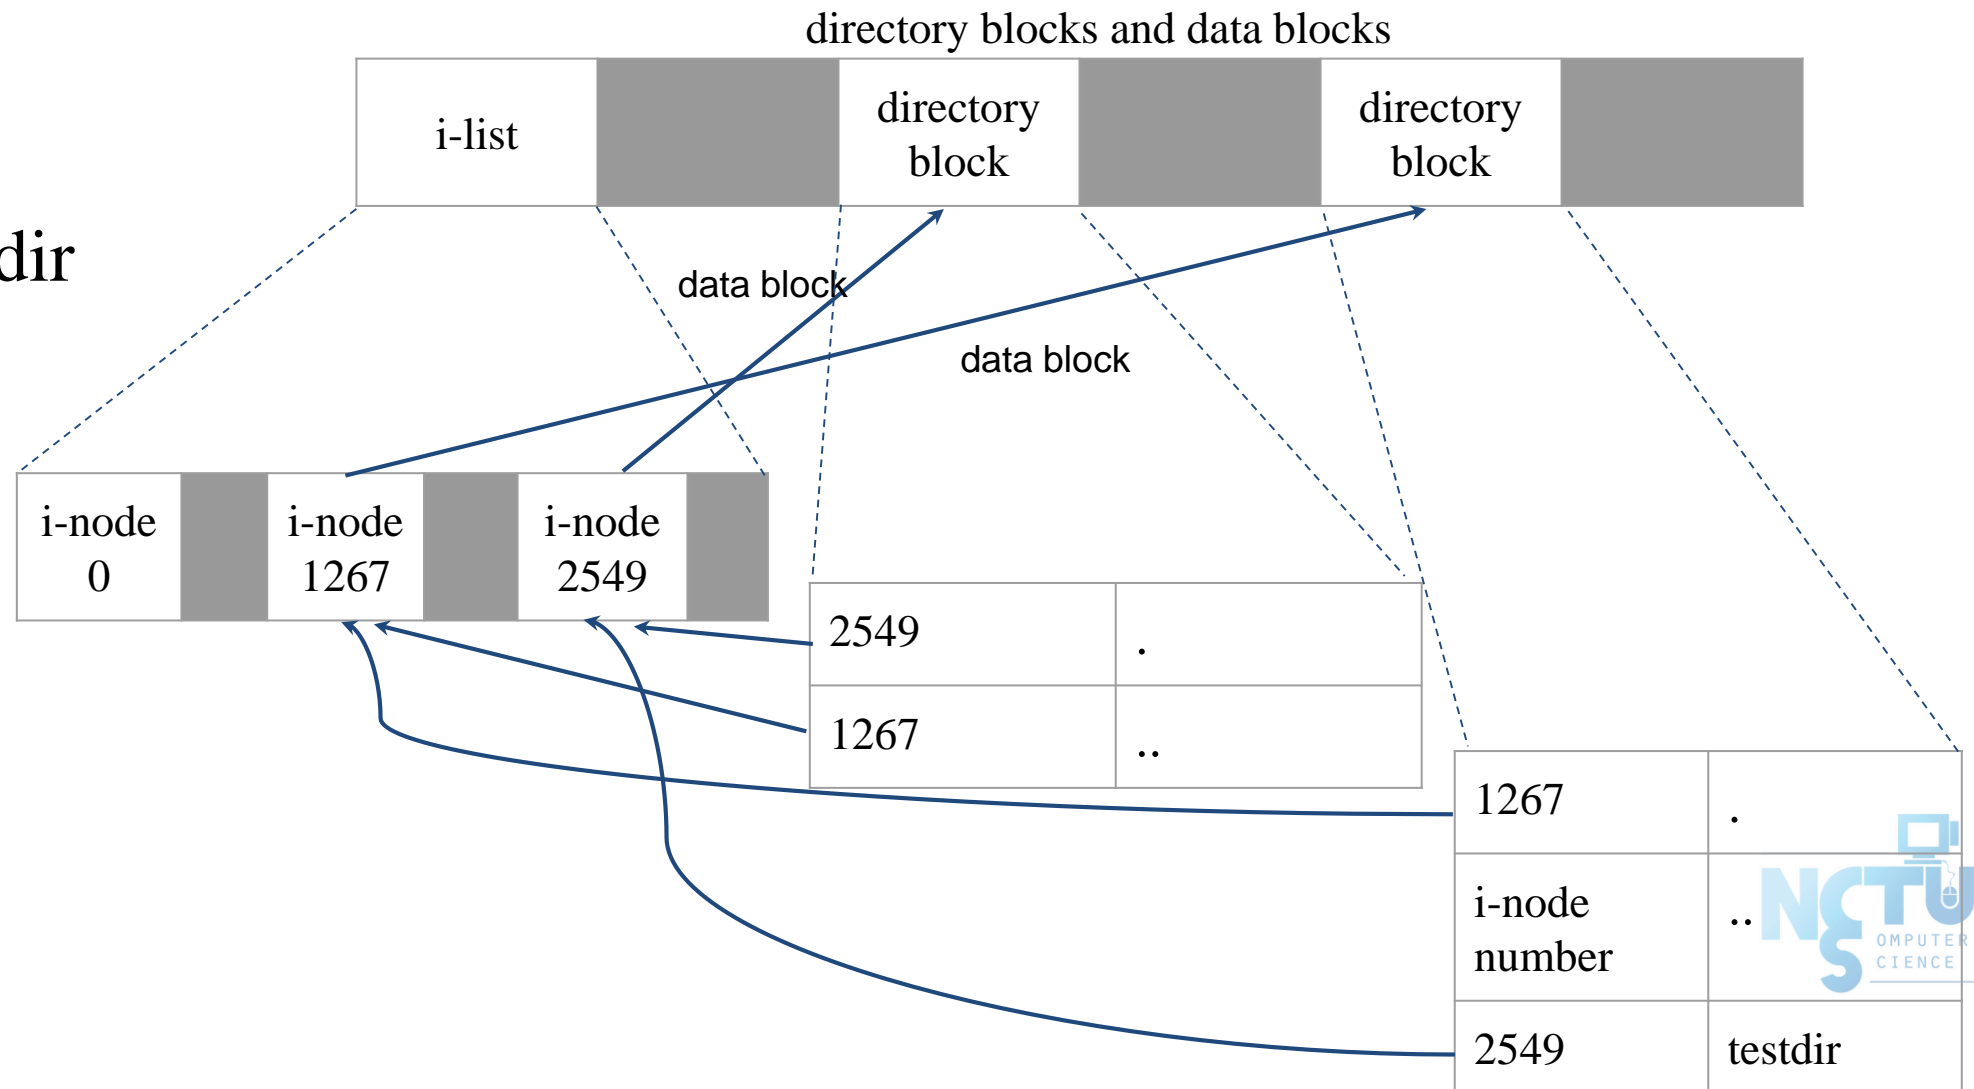 directory blocks and data blocks
i-list
directory
block
directory
block
dir
data block
data block
i-node
0
i-node
1267
i-node
2549
2549 .
1267 ..
1267 .
i-node
number
..
2549 testdir
NCTU
OMPUTER
CIENCE